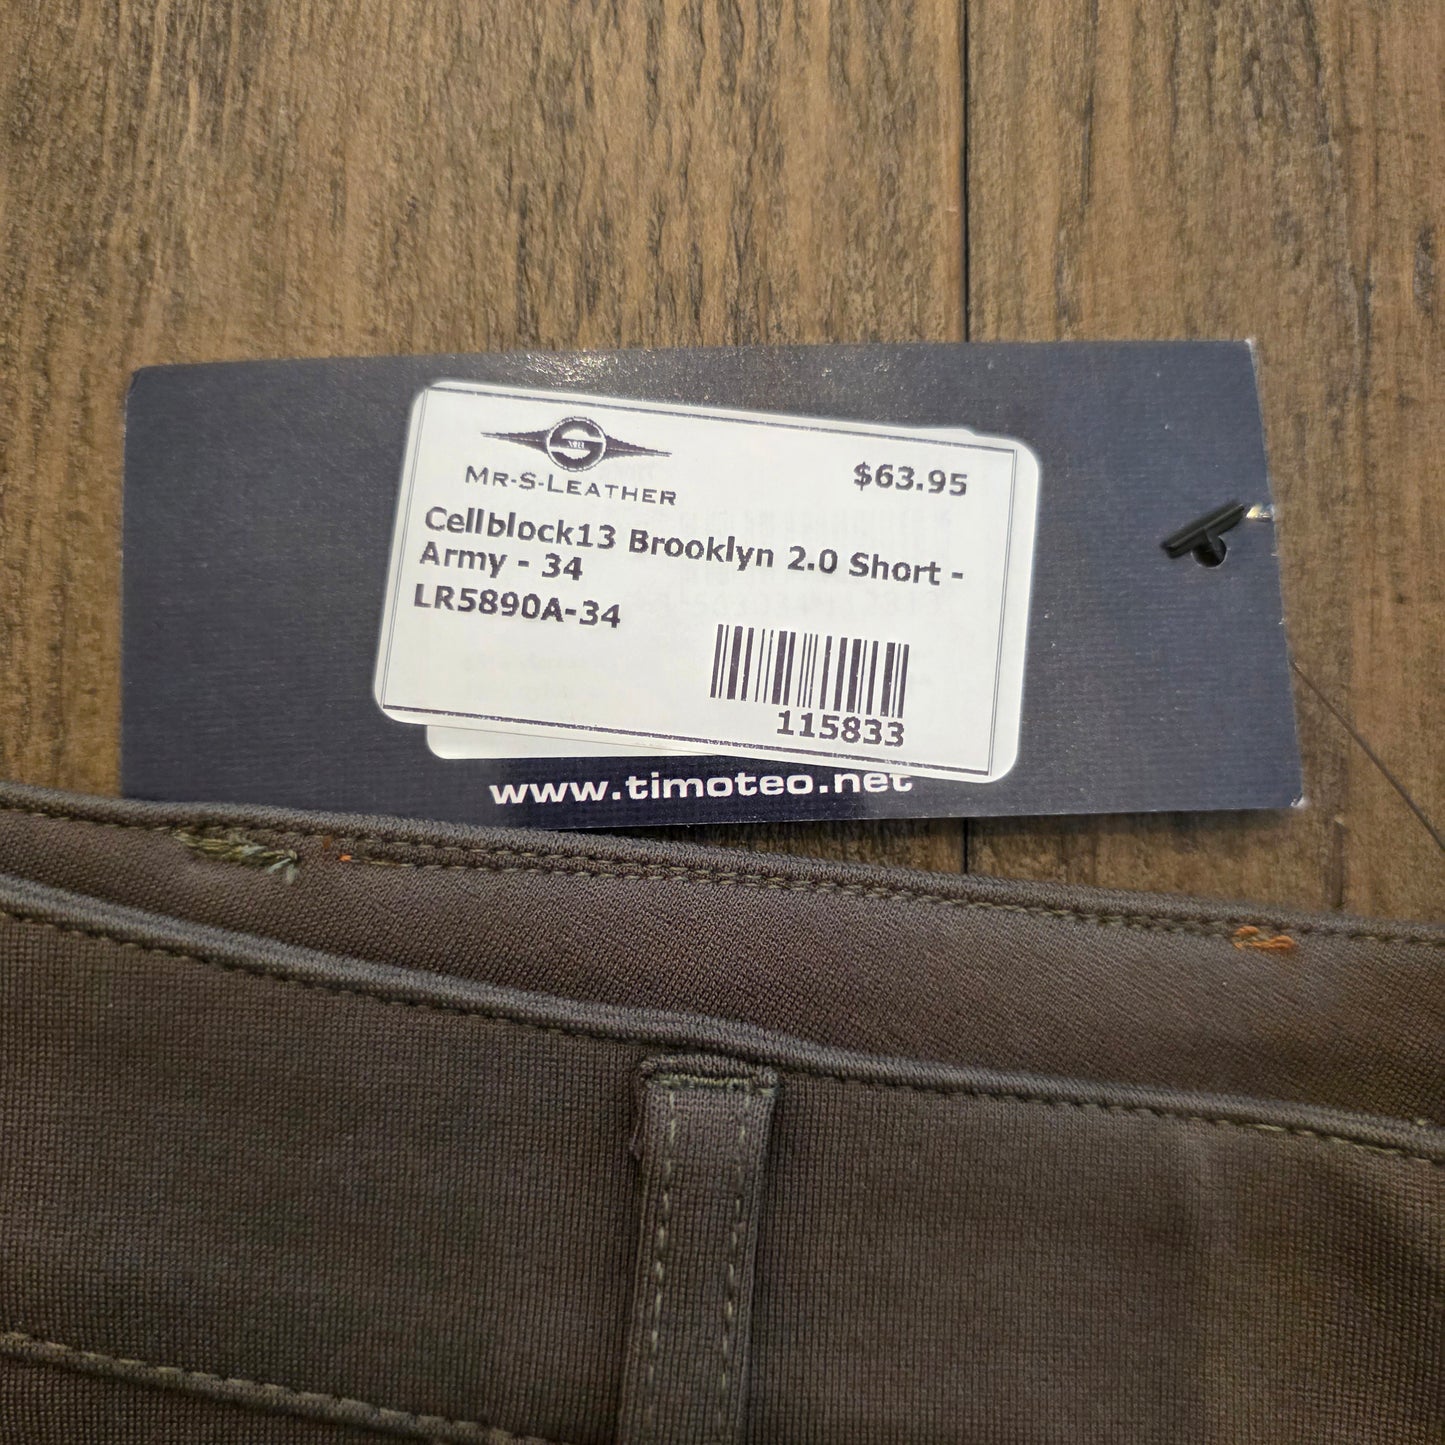 MR-S-LEATHER
$63.95
Cellblock13 Brooklyn 2.0 Short -
Army - 34
LR5890A-34
115833
www.timoteo.net